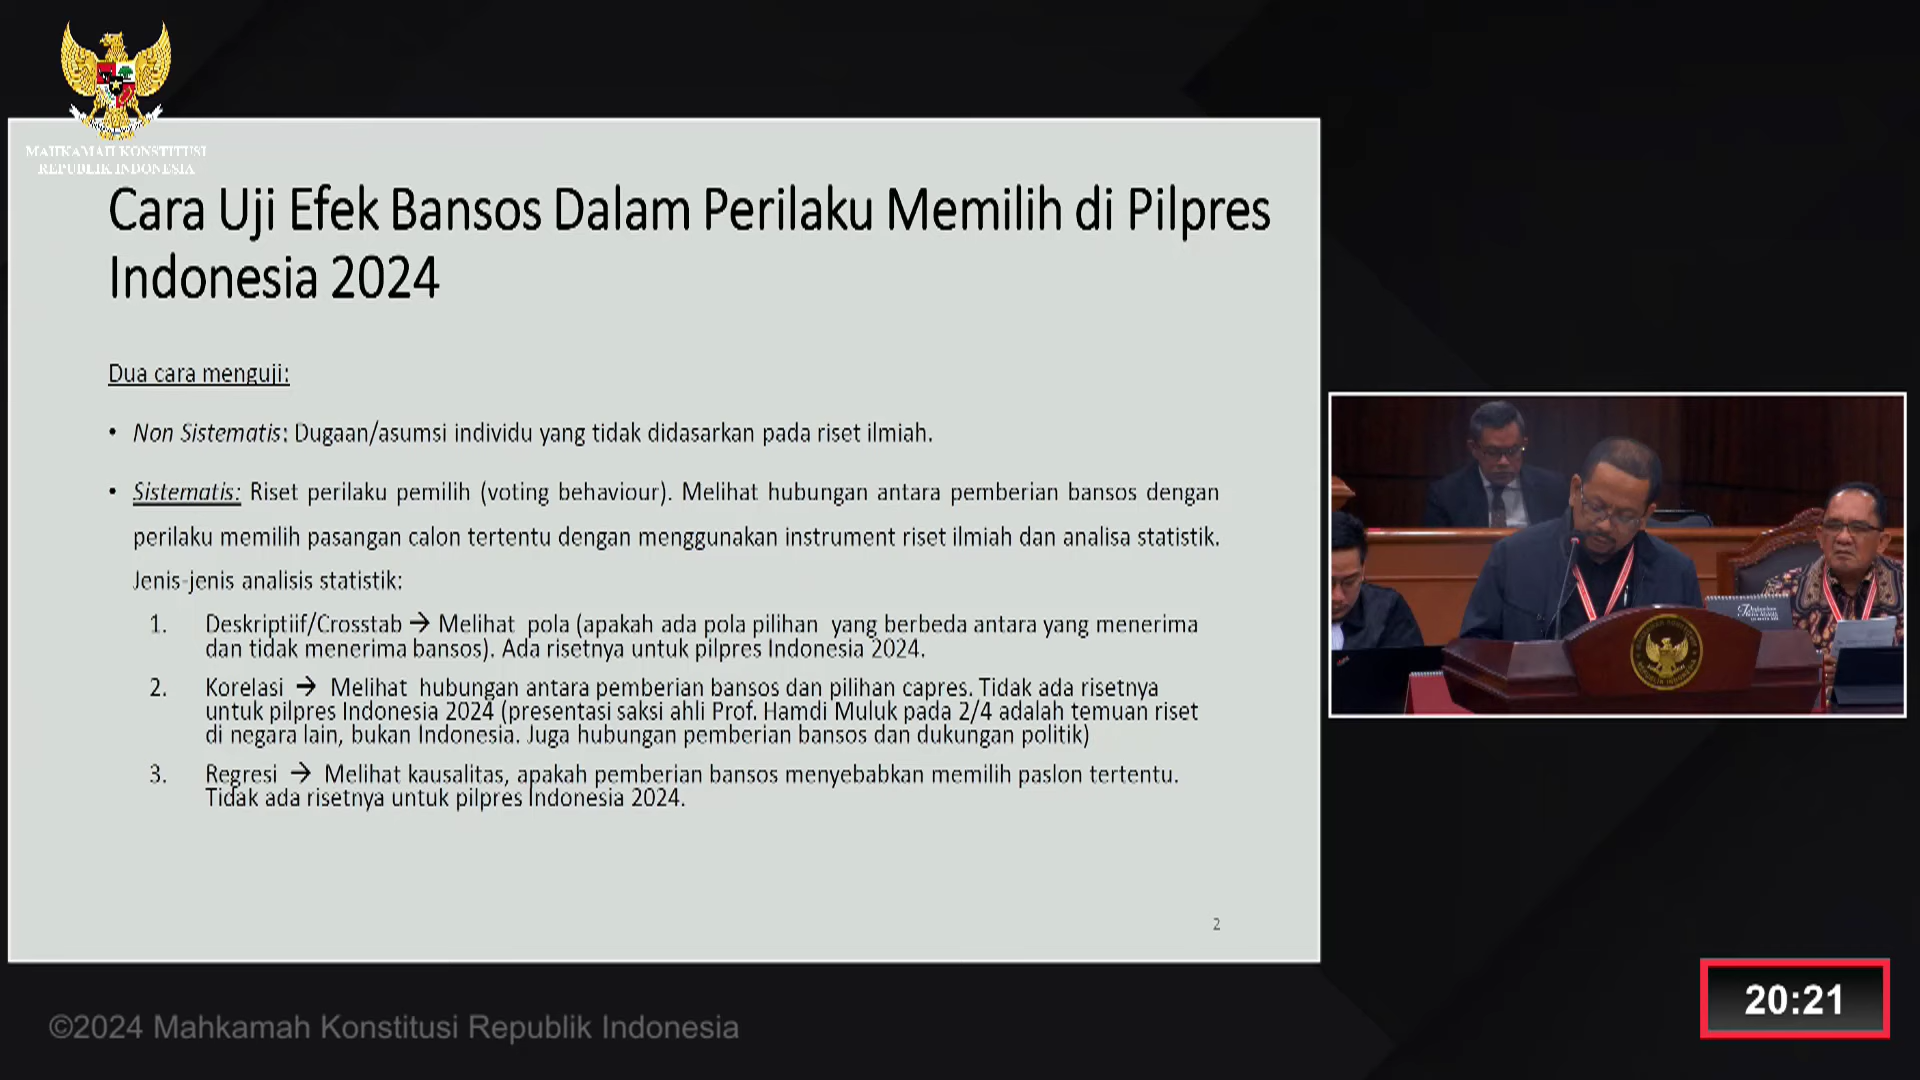 MAHKAMAH KONSTITUSI
REPUBLIK INDONESIA
Cara Uji Efek Bansos Dalam Perilaku Memilih di Pilpres
Indonesia 2024
Dua cara menguji:
• Non Sistematis: Dugaan/asumsi individu yang tidak didasarkan pada riset ilmiah.
• Sistematis: Riset perilaku pemilih (voting behaviour). Melihat hubungan antara pemberian bansos dengan
perilaku memilih pasangan calon tertentu dengan menggunakan instrument riset ilmiah dan analisa statistik.
Jenis-jenis analisis statistik:
1. Deskriptiif/Crosstab → Melihat pola (apakah ada pola pilihan yang berbeda antara yang menerima
dan tidak menerima bansos). Ada risetnya untuk pilpres Indonesia 2024.
2. Korelasi → Melihat hubungan antara pemberian bansos dan pilihan capres. Tidak ada risetnya
untuk pilpres Indonesia 2024 (presentasi saksi ahli Prof. Hamdi Muluk pada 2/4 adalah temuan riset
di negara lain, bukan Indonesia. Juga hubungan pemberian bansos dan dukungan politik)
3. Regresi → Melihat kausalitas, apakah pemberian bansos menyebabkan memilih paslon tertentu.
Tidak ada risetnya untuk pilpres Indonesia 2024.
2
20:21
©2024 Mahkamah Konstitusi Republik Indonesia